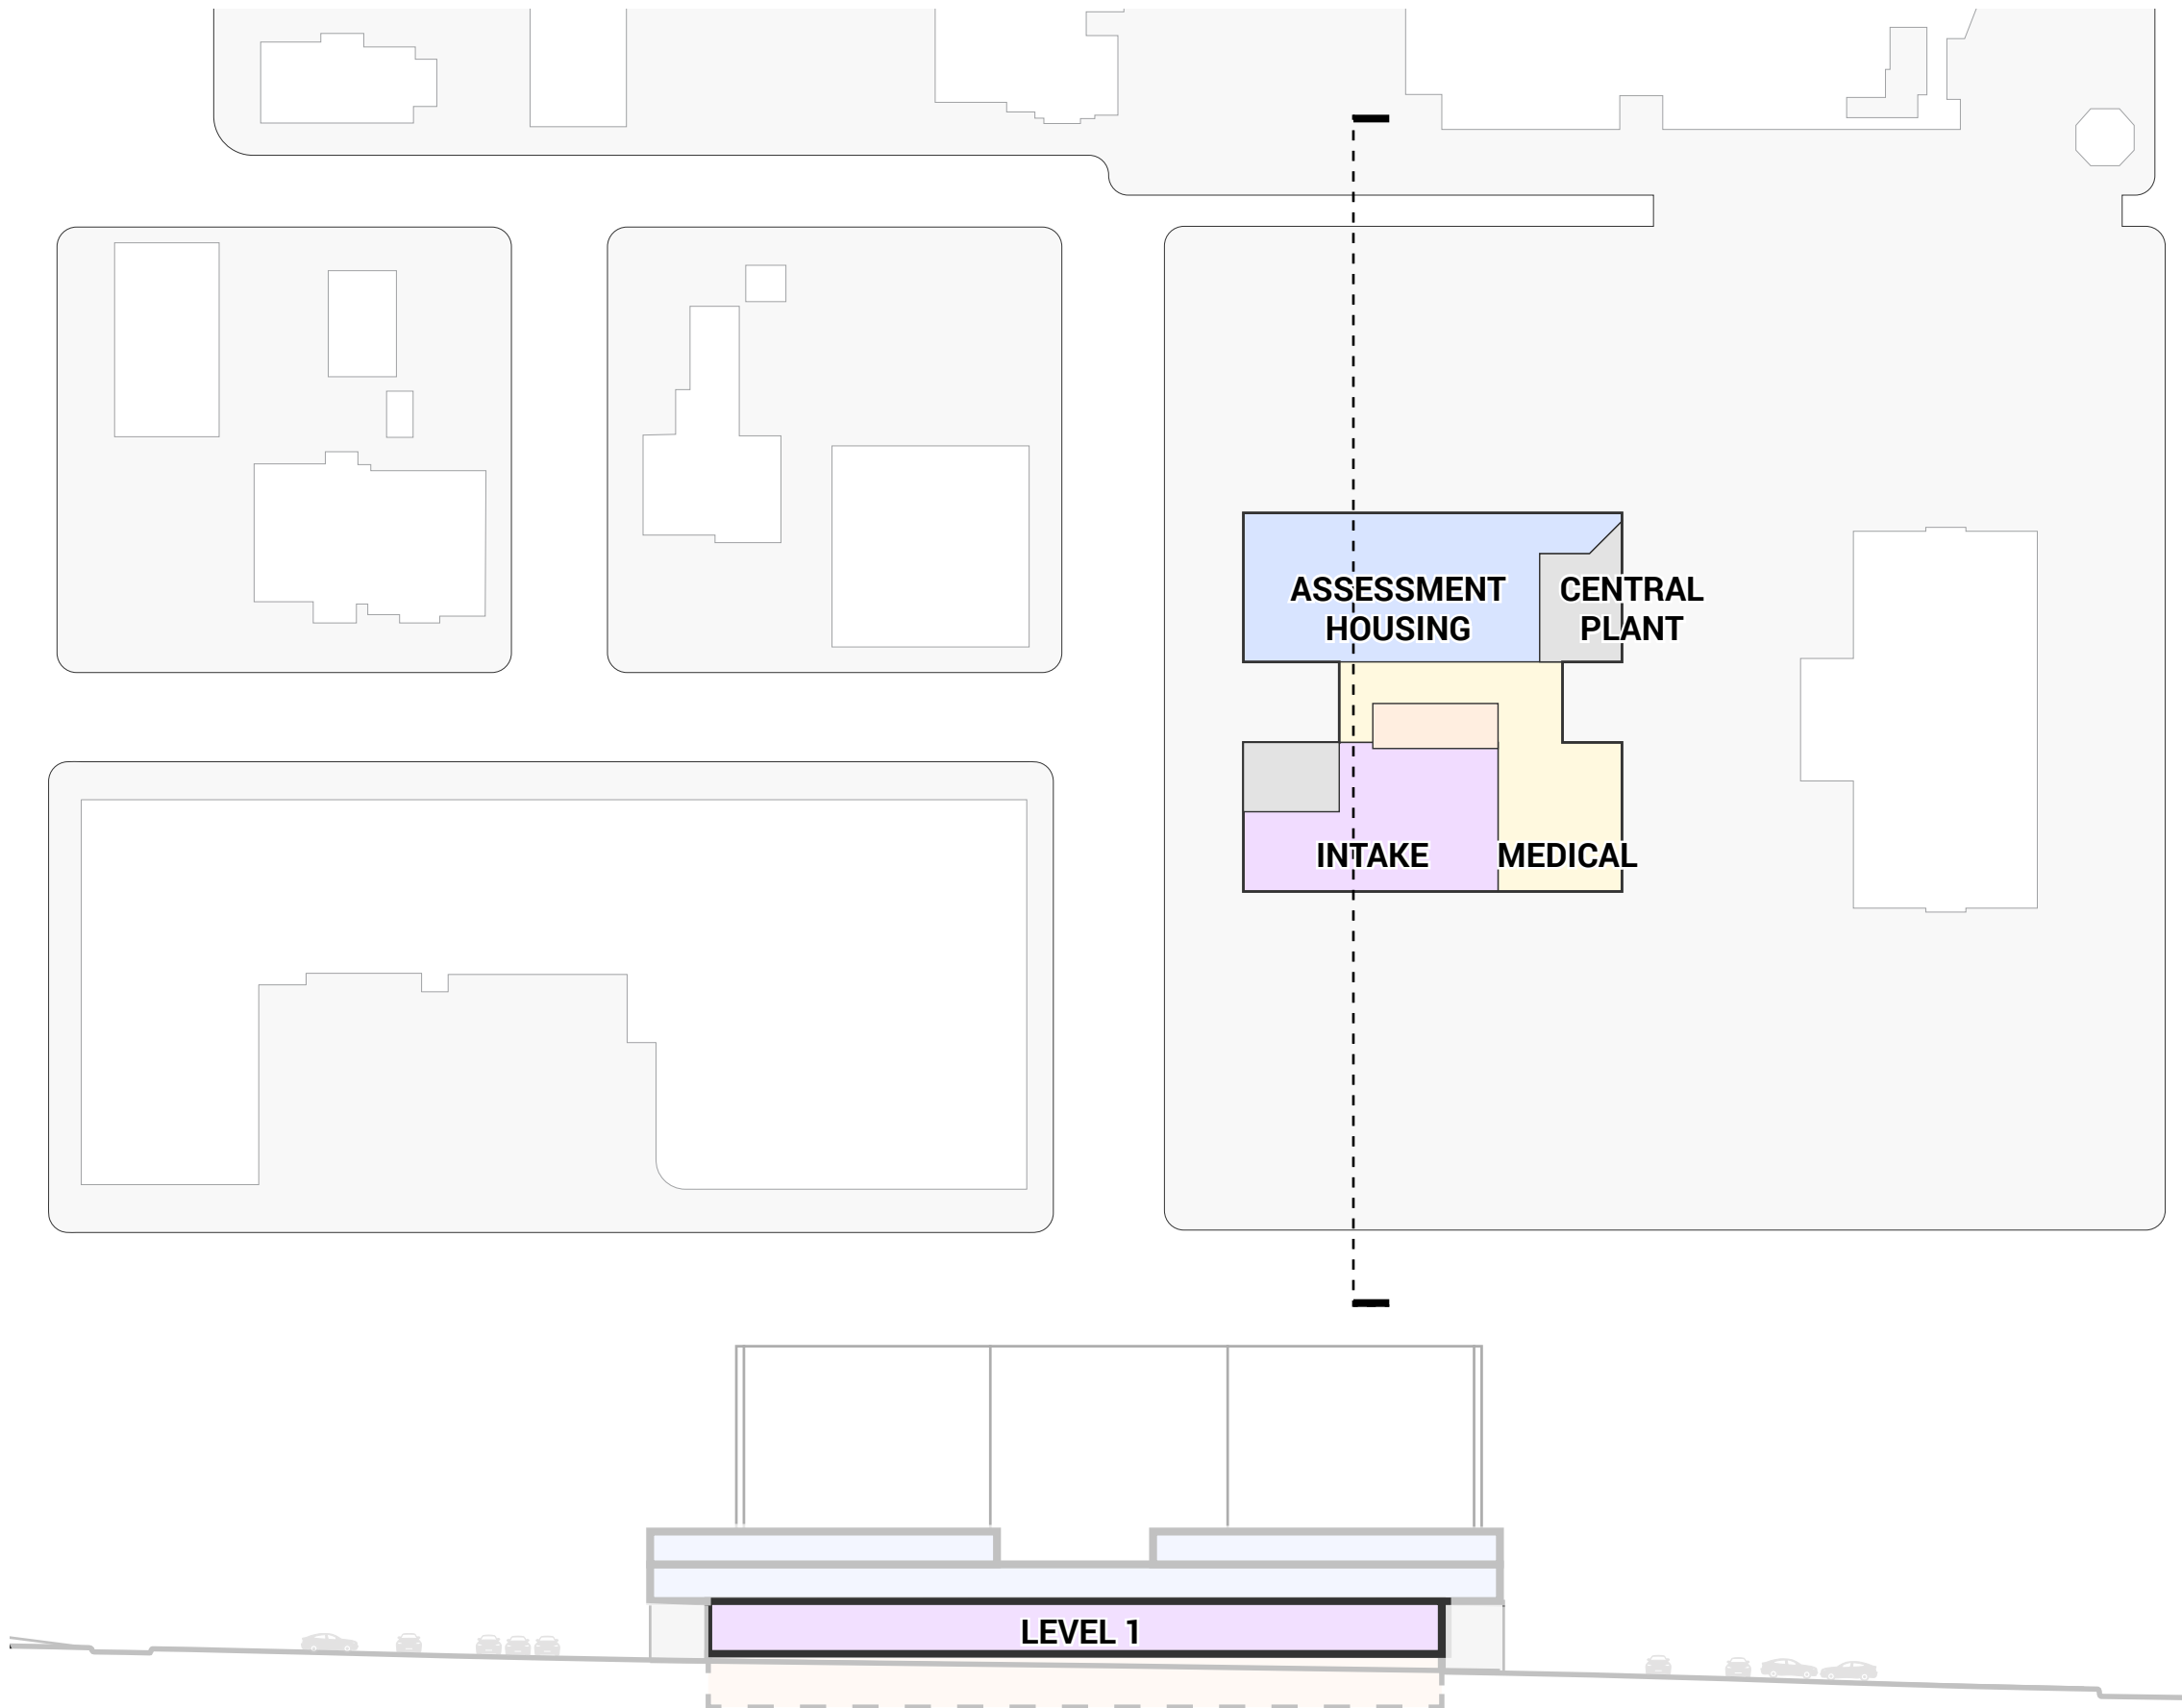 ASSESSMENT
HOUSING
CENTRAL
PLANT
INTAKE
MEDICAL
LEVEL 1